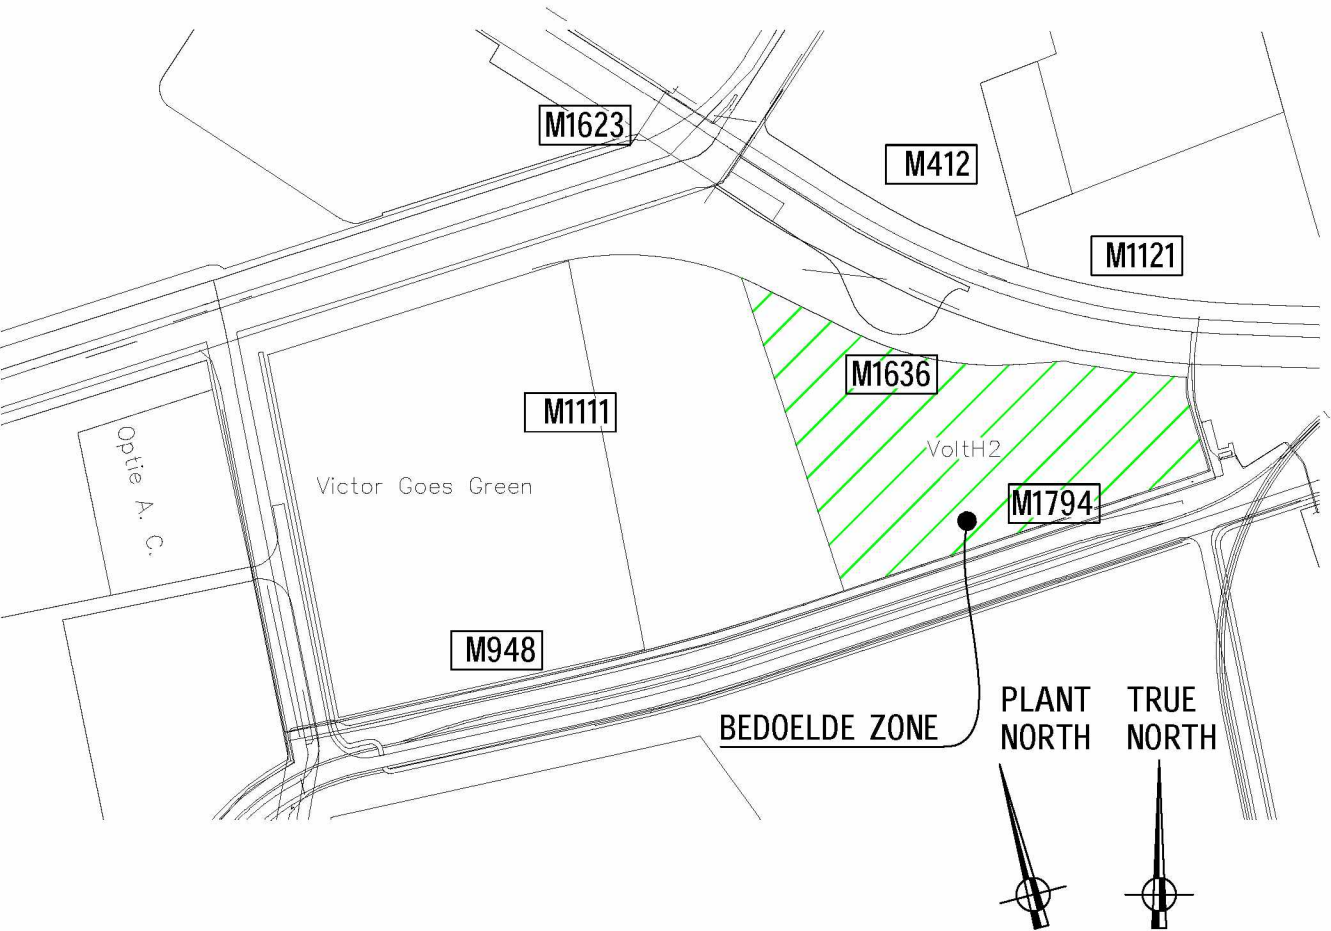 M1623
M412
M1121
M1636
M1111
Optie A. C.
VoltH2
Victor Goes Green
M1794
M948
BEDOELDE ZONE
PLANT
NORTH
TRUE
NORTH